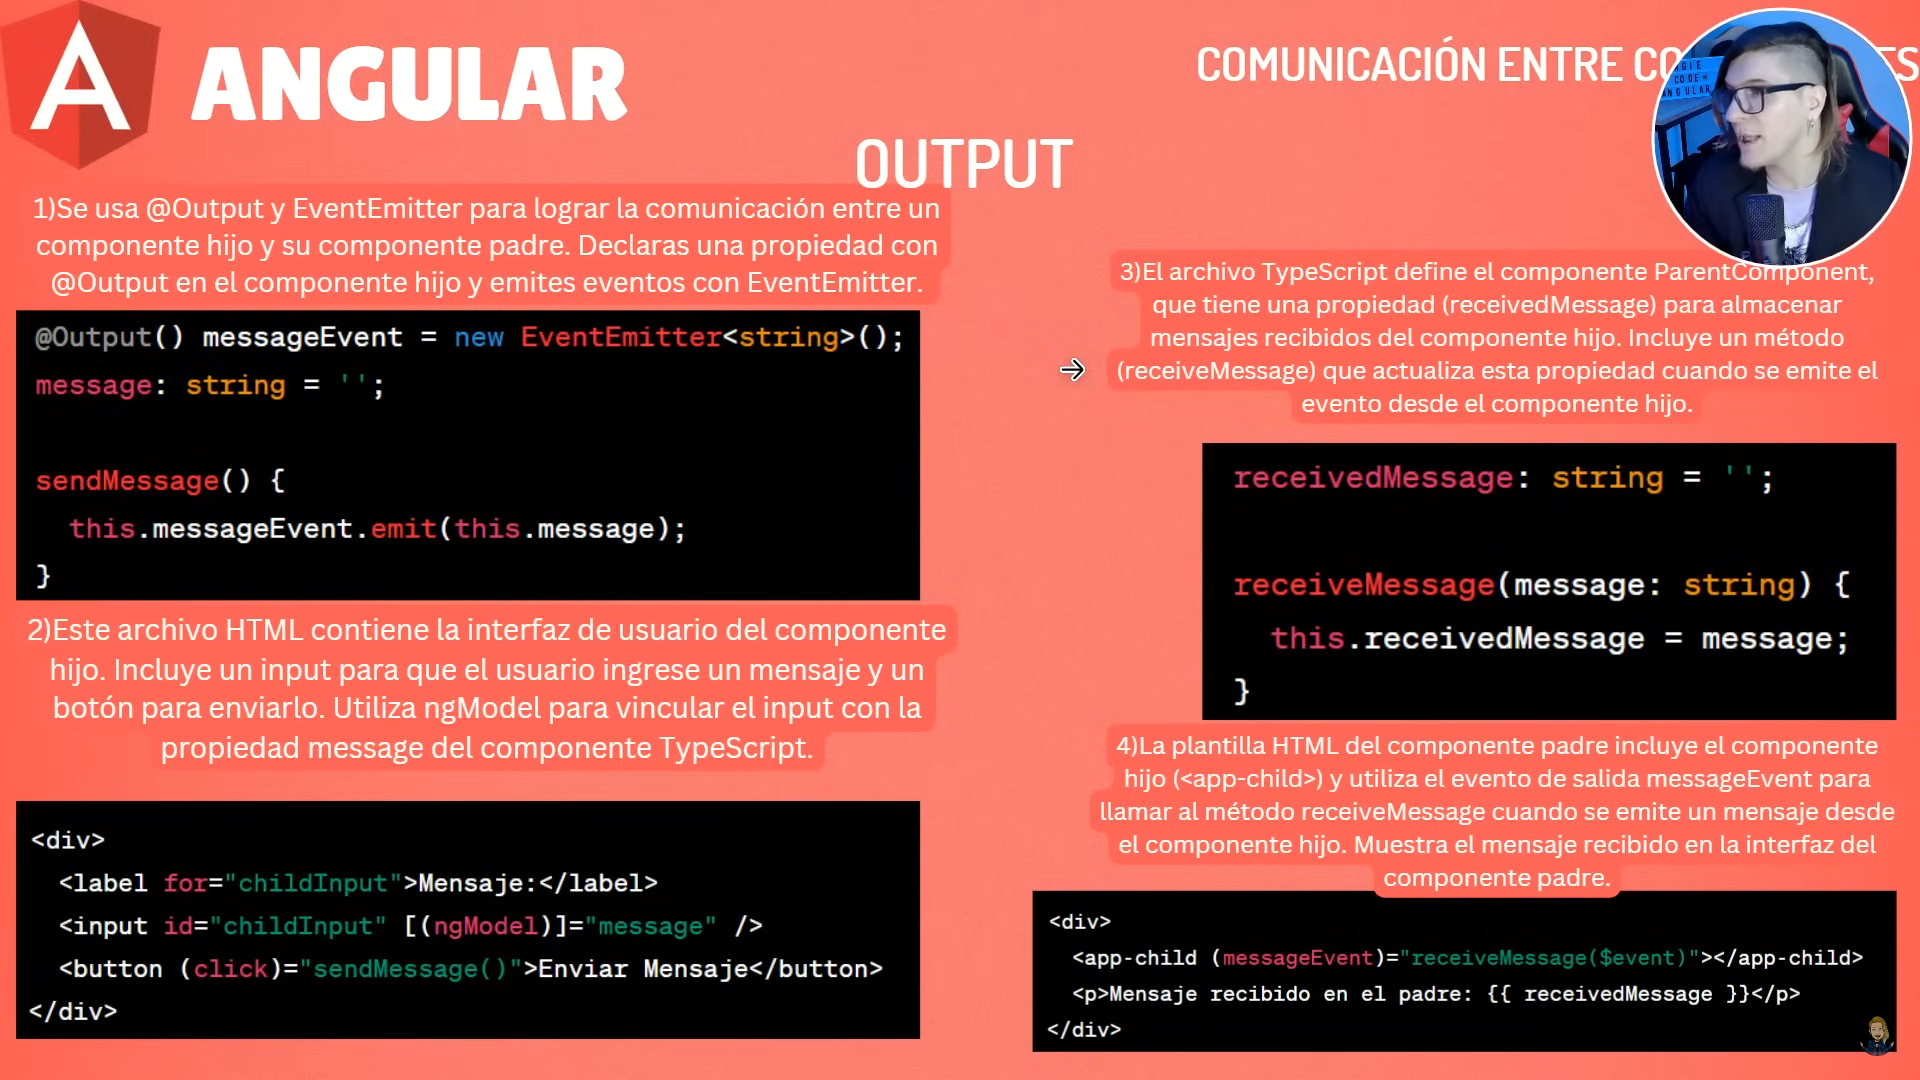 ANGULAR
COMUNICACIÓN ENTRE
OUTPUT
1)Se usa @Output y EventEmitter para lograr la comunicación entre un
componente hijo y su componente padre. Declaras una propiedad con
@Output en el componente hijo y emites eventos con EventEmitter.
@Output() messageEvent = new EventEmitter<string>();
message: string = '';
sendMessage() {
this.messageEvent.emit(this.message);
}
2)Este archivo HTML contiene la interfaz de usuario del componente
hijo. Incluye un input para que el usuario ingrese un mensaje y un
botón para enviarlo. Utiliza ngModel para vincular el input con la
propiedad message del componente TypeScript.
<div>
<label for="childInput">Mensaje:</label>
<input id="childInput" [(ngModel)]="message" />
<button (click)="sendMessage()">Enviar Mensaje</button>
</div>
3)El archivo TypeScript define el componente ParentComponent,
que tiene una propiedad (receivedMessage) para almacenar
mensajes recibidos del componente hijo. Incluye un método
(receiveMessage) que actualiza esta propiedad cuando se emite el
evento desde el componente hijo.
receivedMessage: string = '';
receiveMessage(message: string) {
this.receivedMessage = message;
}
4)La plantilla HTML del componente padre incluye el componente
hijo (<app-child>) y utiliza el evento de salida messageEvent para
llamar al método receiveMessage cuando se emite un mensaje desde
el componente hijo. Muestra el mensaje recibido en la interfaz del
componente padre.
<div>
<app-child (messageEvent)="receiveMessage($event)"></app-child>
<p>Mensaje recibido en el padre: {{ receivedMessage }}</p>
</div>